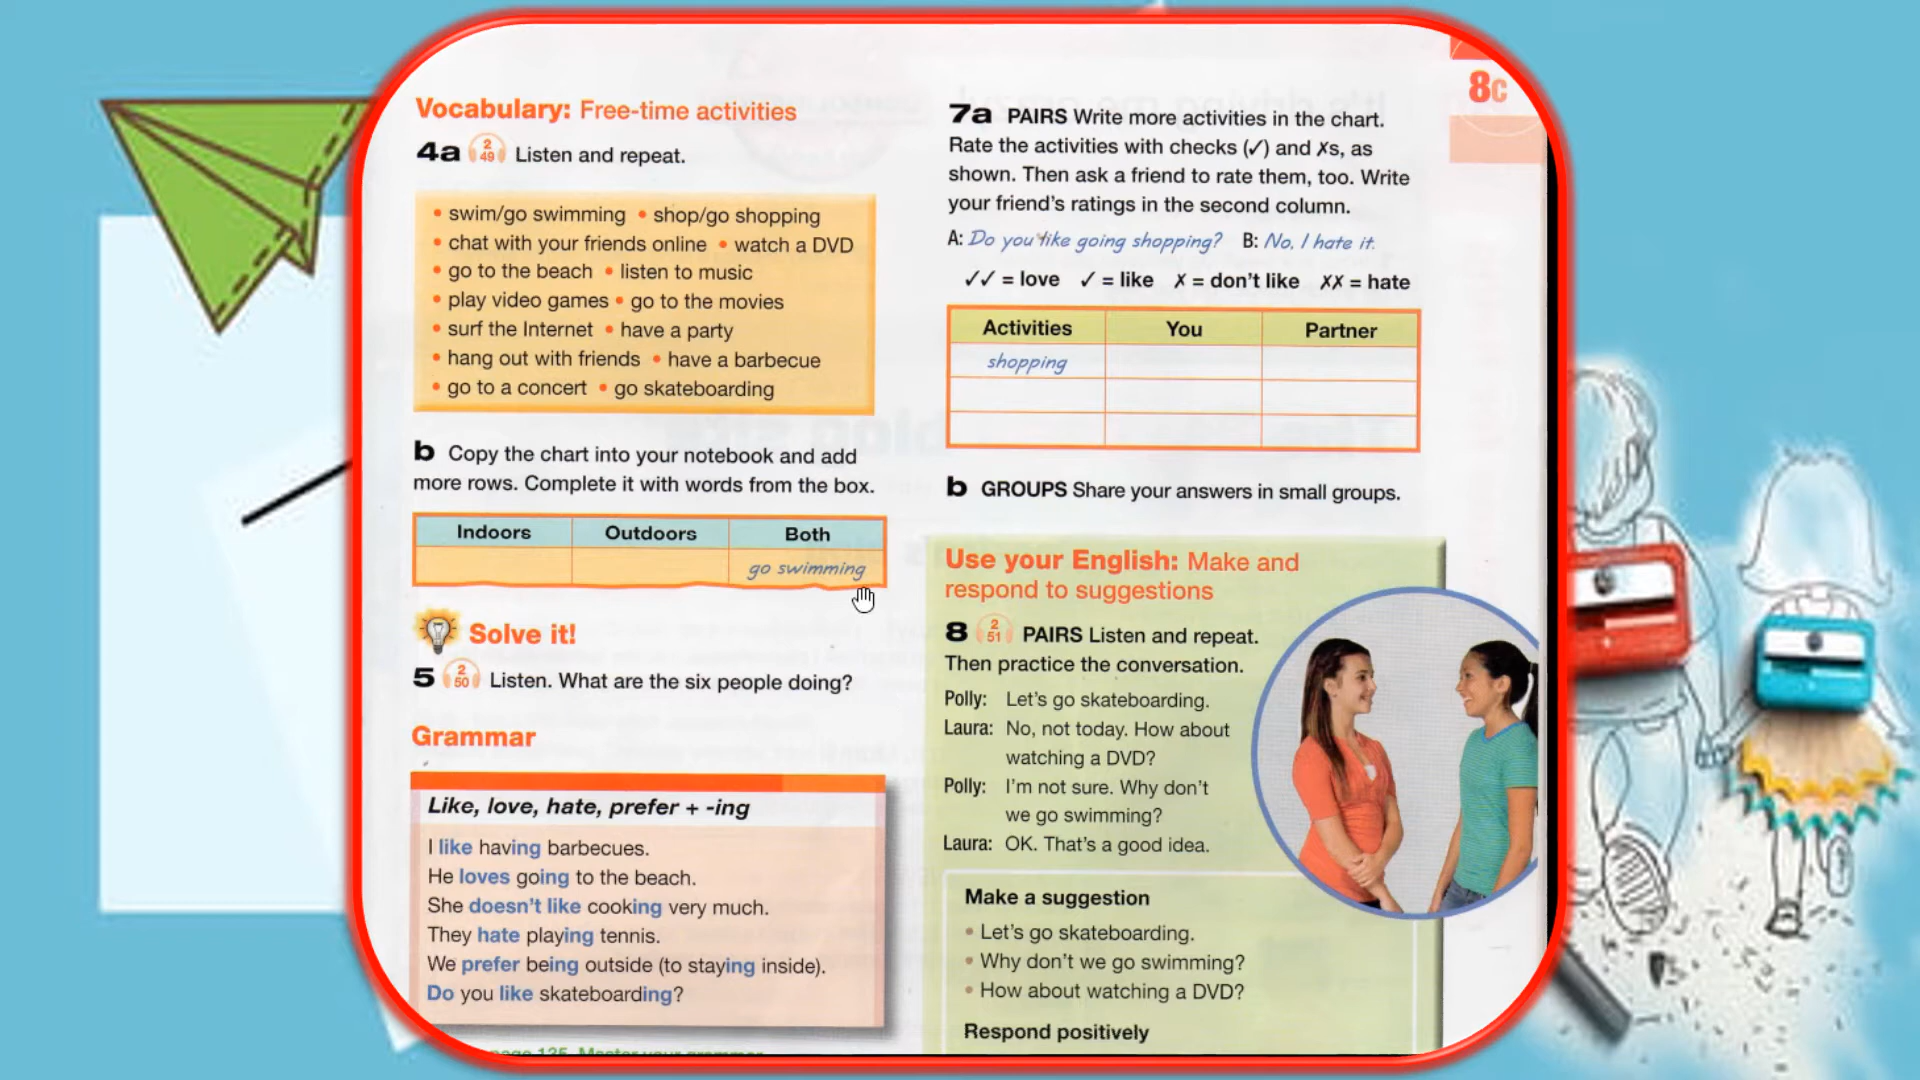 Vocabulary: Free-time activities
4a 2 49 Listen and repeat.
• swim/go swimming • shop/go shopping
• chat with your friends online • watch a DVD
• go to the beach • listen to music
• play video games • go to the movies
• surf the Internet • have a party
• hang out with friends • have a barbecue
• go to a concert • go skateboarding
b Copy the chart into your notebook and add
more rows. Complete it with words from the box.
Indoors Outdoors Both
go swimming
Solve it!
5 2 50 Listen. What are the six people doing?
Grammar
Like, love, hate, prefer + -ing
I like having barbecues.
He loves going to the beach.
She doesn't like cooking very much.
They hate playing tennis.
We prefer being outside (to staying inside).
Do you like skateboarding?
8c
7a PAIRS Write more activities in the chart.
Rate the activities with checks (✓) and ✗s, as
shown. Then ask a friend to rate them, too. Write
your friend's ratings in the second column.
A: Do you like going shopping? B: No, I hate it.
✓✓ = love ✓ = like ✗ = don't like ✗✗ = hate
Activities You Partner
shopping
b GROUPS Share your answers in small groups.
Use your English: Make and
respond to suggestions
8 2 51 PAIRS Listen and repeat.
Then practice the conversation.
Polly: Let's go skateboarding.
Laura: No, not today. How about
watching a DVD?
Polly: I'm not sure. Why don't
we go swimming?
Laura: OK. That's a good idea.
Make a suggestion
• Let's go skateboarding.
• Why don't we go swimming?
• How about watching a DVD?
Respond positively